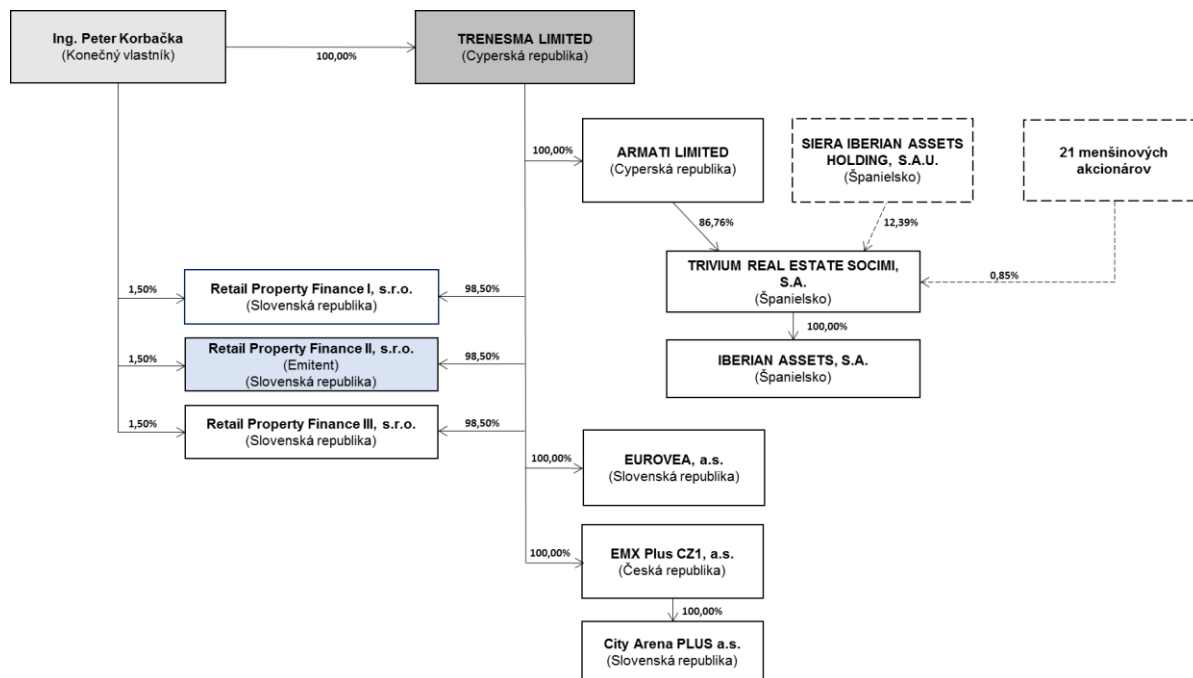 Ing. Peter Korbačka
(Konečný vlastník)
100,00%
TRENESMA LIMITED
(Cyperská republika)
100,00%
ARMATI LIMITED
(Cyperská republika)
SIERA IBERIAN ASSETS
HOLDING, S.A.U.
(Španielsko)
21 menšinových
akcionárov
86,76%
12,39%
TRIVIUM REAL ESTATE SOCIMI,
S.A.
(Španielsko)
0,85%
100,00%
IBERIAN ASSETS, S.A.
(Španielsko)
1,50%
Retail Property Finance I, s.r.o.
(Slovenská republika)
98,50%
1,50%
Retail Property Finance II, s.r.o.
(Emitent)
(Slovenská republika)
98,50%
1,50%
Retail Property Finance III, s.r.o.
(Slovenská republika)
98,50%
100,00%
EUROVEA, a.s.
(Slovenská republika)
100,00%
EMX Plus CZ1, a.s.
(Česká republika)
100,00%
City Arena PLUS a.s.
(Slovenská republika)